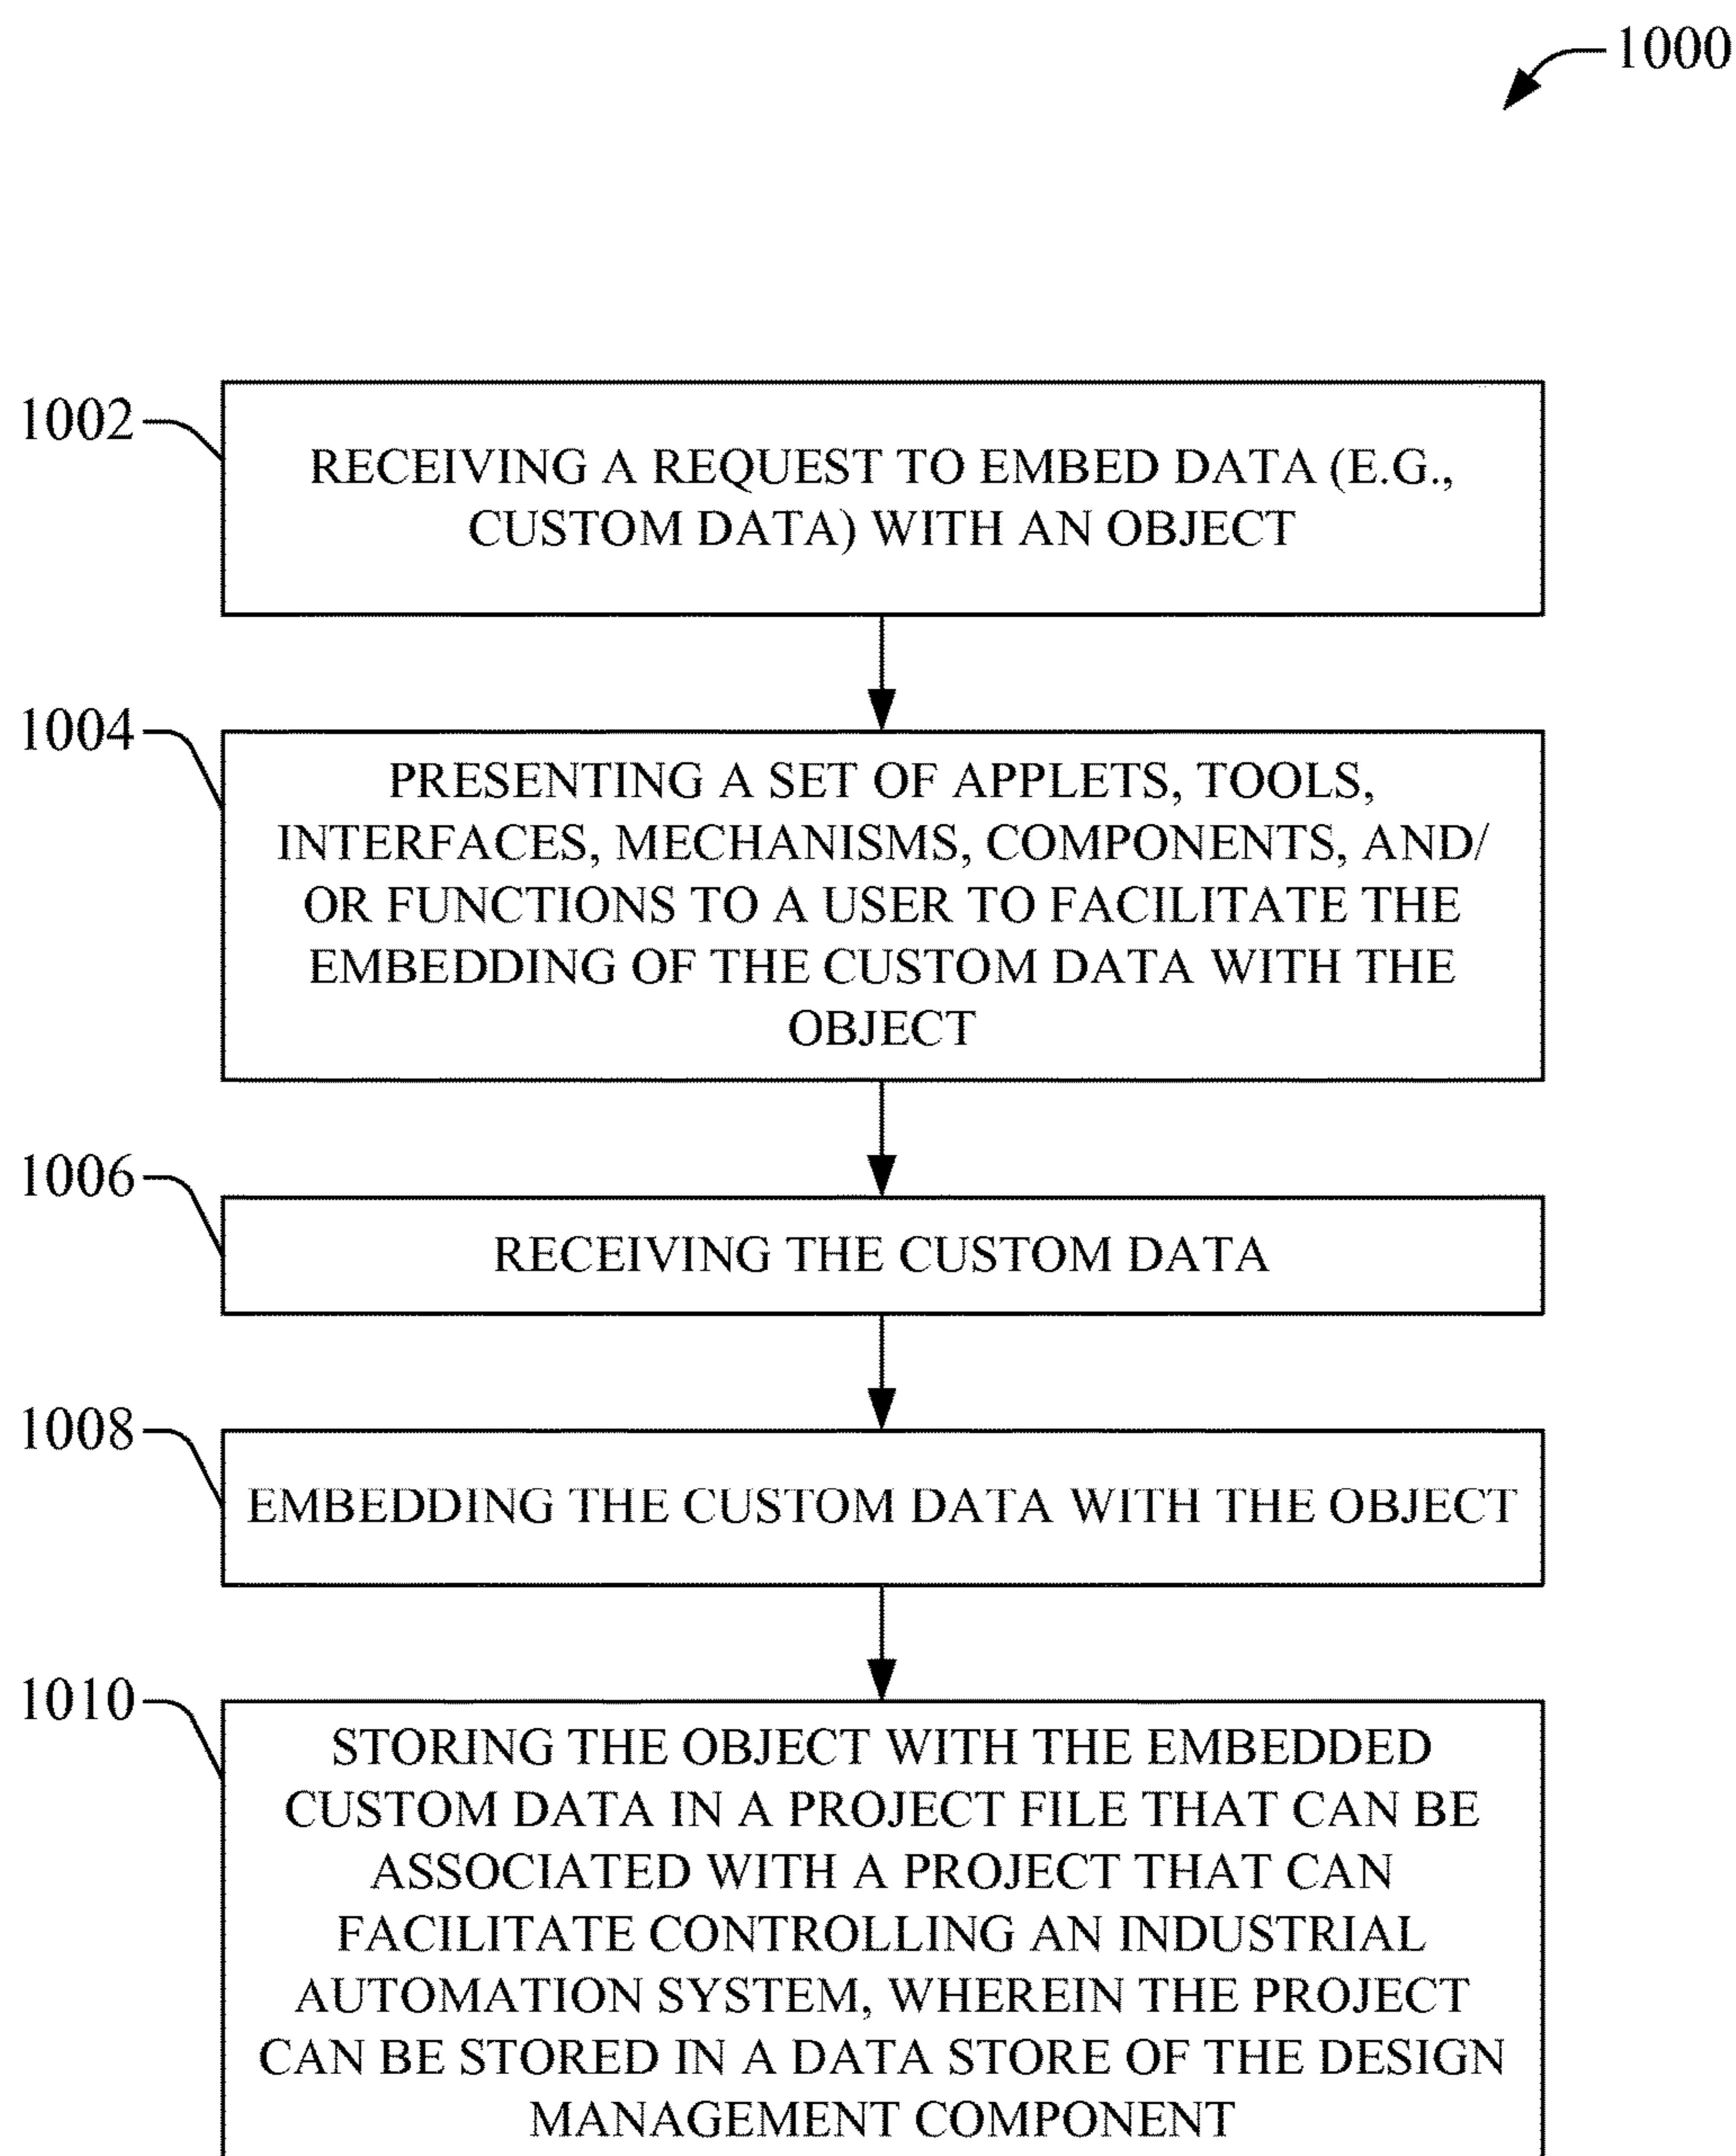 1000
1002
RECEIVING A REQUEST TO EMBED DATA (E.G.,
CUSTOM DATA) WITH AN OBJECT
1004
PRESENTING A SET OF APPLETS, TOOLS,
INTERFACES, MECHANISMS, COMPONENTS, AND/
OR FUNCTIONS TO A USER TO FACILITATE THE
EMBEDDING OF THE CUSTOM DATA WITH THE
OBJECT
1006
RECEIVING THE CUSTOM DATA
1008
EMBEDDING THE CUSTOM DATA WITH THE OBJECT
1010
STORING THE OBJECT WITH THE EMBEDDED
CUSTOM DATA IN A PROJECT FILE THAT CAN BE
ASSOCIATED WITH A PROJECT THAT CAN
FACILITATE CONTROLLING AN INDUSTRIAL
AUTOMATION SYSTEM, WHEREIN THE PROJECT
CAN BE STORED IN A DATA STORE OF THE DESIGN
MANAGEMENT COMPONENT